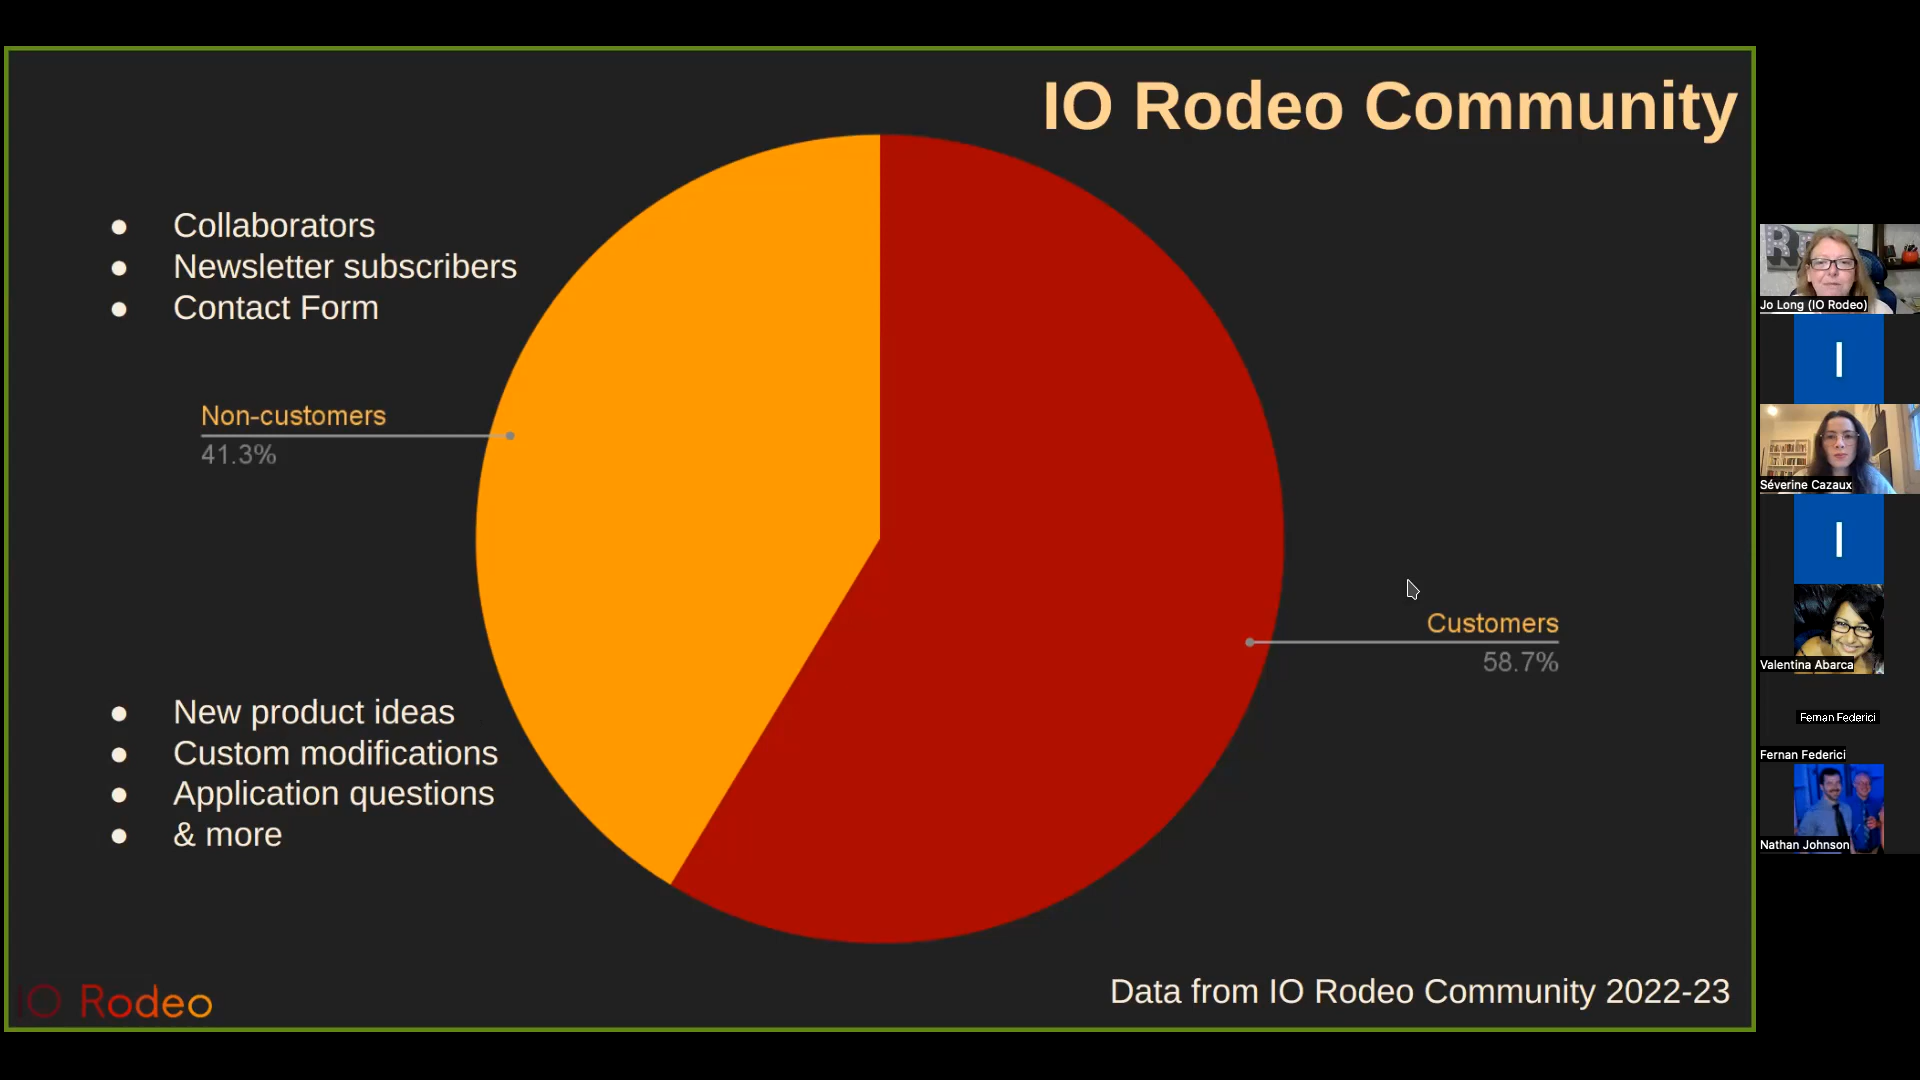 IO Rodeo Community
● Collaborators
● Newsletter subscribers
● Contact Form
Non-customers
41.3%
Customers
58.7%
● New product ideas
● Custom modifications
● Application questions
● & more
IO Rodeo
Data from IO Rodeo Community 2022-23
Jo Long (IO Rodeo)
I
Séverine Cazaux
I
Valentina Abarca
Fernan Federici
Fernan Federici
Nathan Johnson